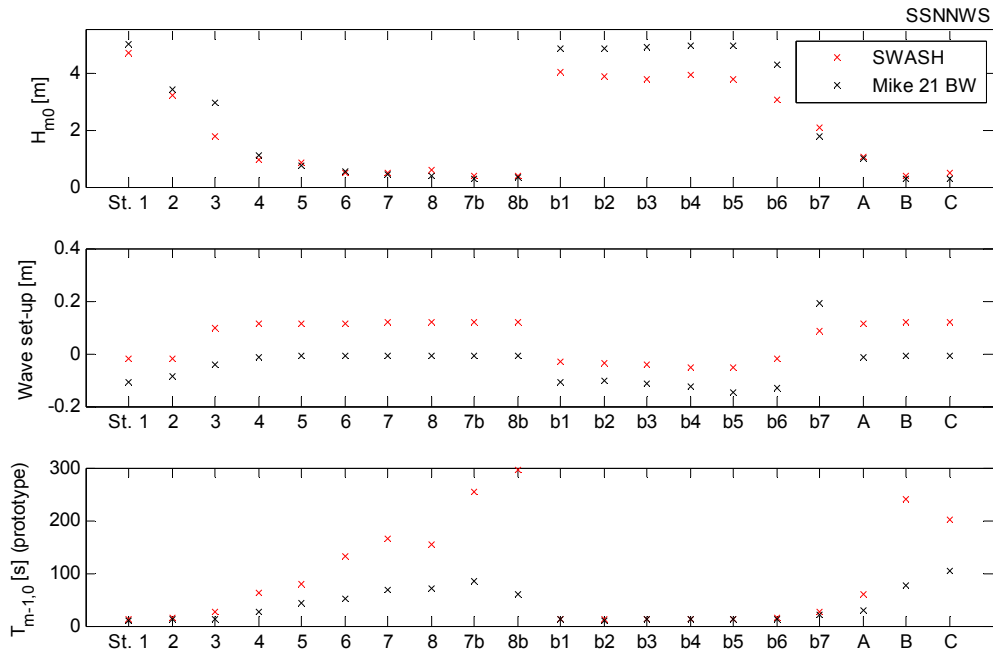 SSNNWS
SWASH
Mike 21 BW
H_m0 [m]
4
2
0
St. 1 2 3 4 5 6 7 8 7b 8b b1 b2 b3 b4 b5 b6 b7 A B C
Wave set-up [m]
0.4
0.2
0
-0.2
St. 1 2 3 4 5 6 7 8 7b 8b b1 b2 b3 b4 b5 b6 b7 A B C
T_m-1,0 [s] (prototype)
300
200
100
0
St. 1 2 3 4 5 6 7 8 7b 8b b1 b2 b3 b4 b5 b6 b7 A B C